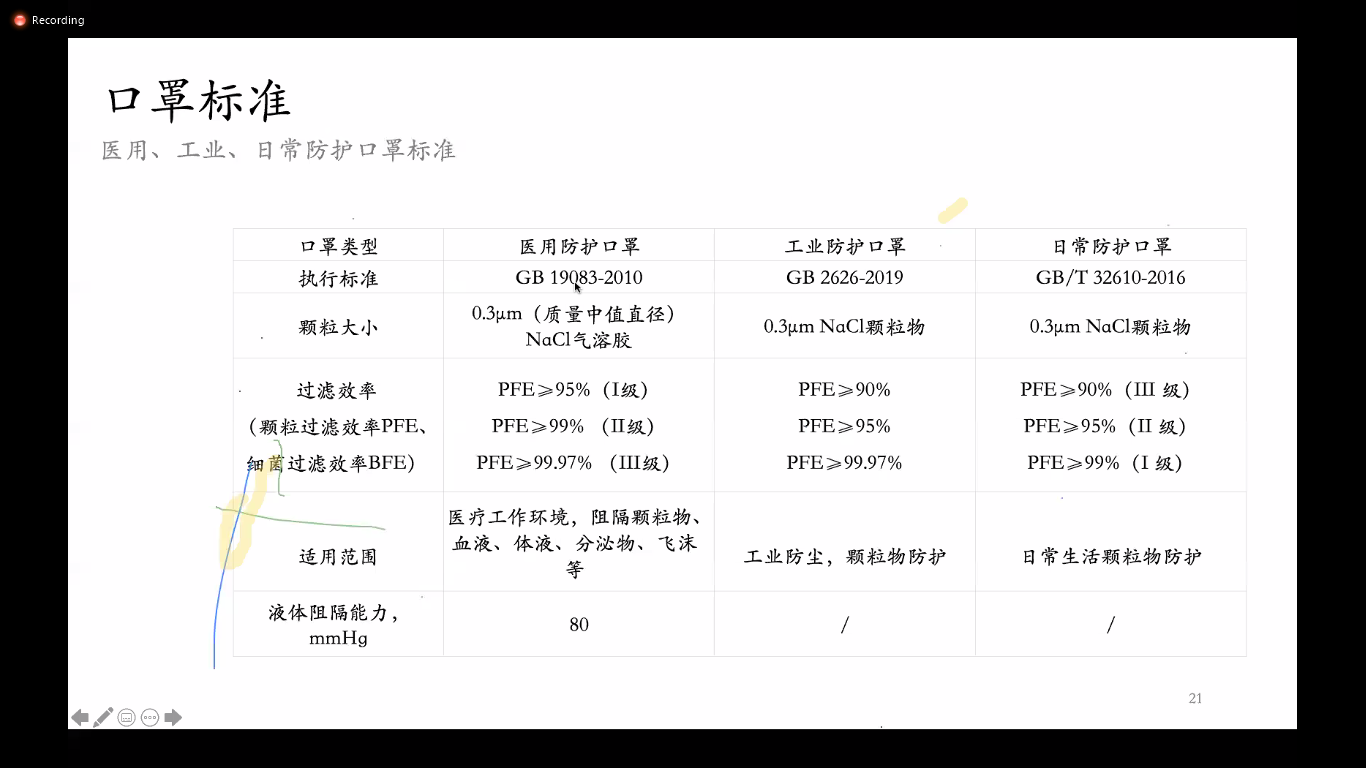 Recording
口罩标准
医用、工业、日常防护口罩标准
口罩类型
医用防护口罩
工业防护口罩
日常防护口罩
执行标准
GB 19083-2010
GB 2626-2019
GB/T 32610-2016
颗粒大小
0.3μm（质量中值直径）
NaCl气溶胶
0.3μm NaCl颗粒物
0.3μm NaCl颗粒物
过滤效率
（颗粒过滤效率PFE、
细菌过滤效率BFE）
PFE⩾95%（I级）
PFE⩾99% （II级）
PFE⩾99.97% （III级）
PFE⩾90%
PFE⩾95%
PFE⩾99.97%
PFE⩾90%（III 级）
PFE⩾95%（II 级）
PFE⩾99%（I 级）
适用范围
医疗工作环境，阻隔颗粒物、
血液、体液、分泌物、飞沫
等
工业防尘，颗粒物防护
日常生活颗粒物防护
液体阻隔能力，
mmHg
80
/
/
21